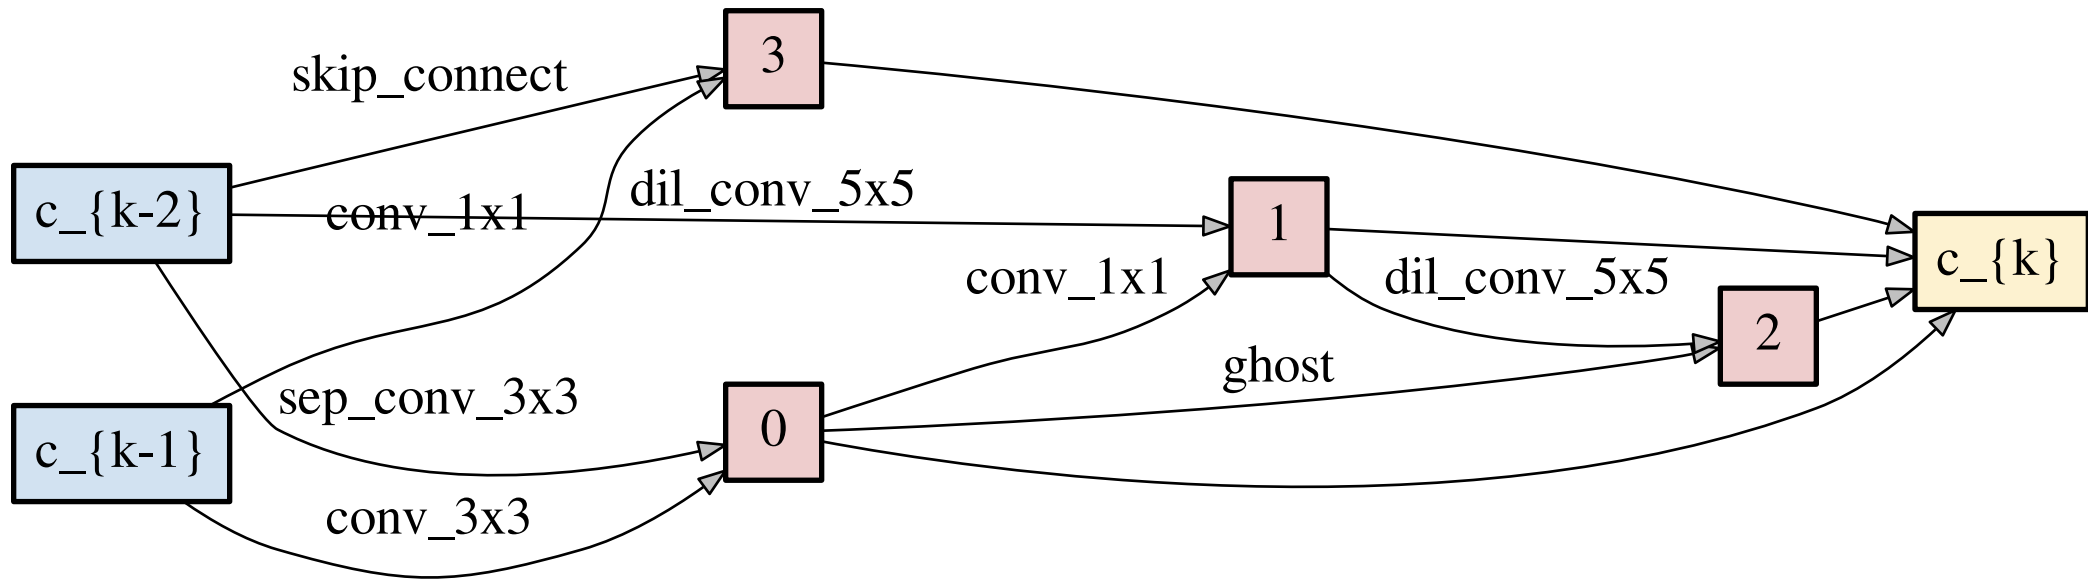 3
skip_connect
c_{k-2}
conv_1x1
dil_conv_5x5
1
c_{k}
conv_1x1
dil_conv_5x5
2
ghost
sep_conv_3x3
0
c_{k-1}
conv_3x3